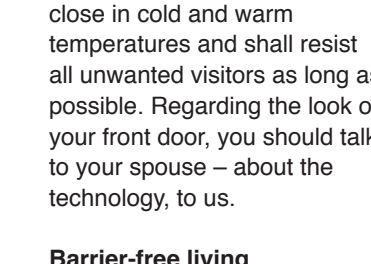 close in cold and warm
temperatures and shall resist
all unwanted visitors as long
possible. Regarding the look
your front door, you should
to your spouse – about the
technology, to us.
Barrier-free living